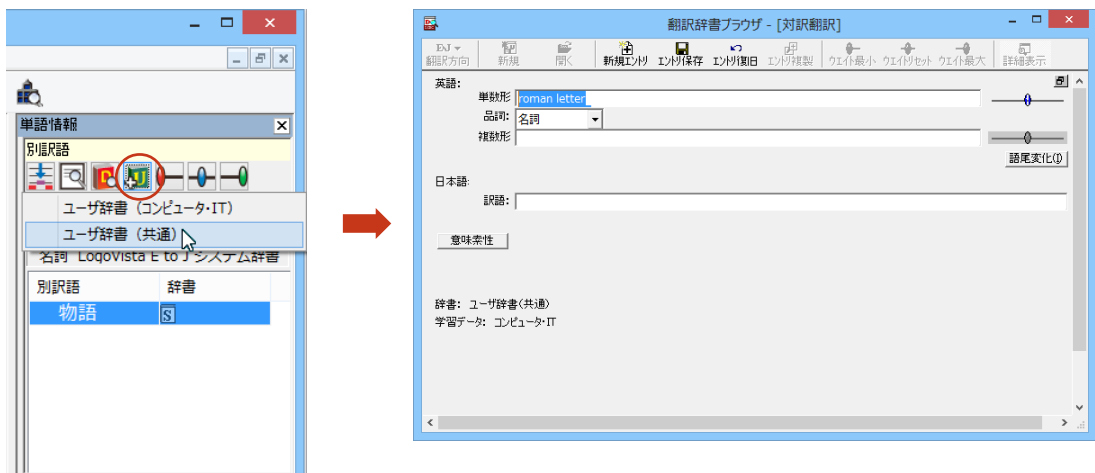 単語情報
別訳語
ユーザ辞書（コンピュータ・IT）
ユーザ辞書（共通）
名詞 LogoVista E to J システム辞書
別訳語 辞書
物語 S
翻訳辞書ブラウザ - [対訳翻訳]
EXJ
翻訳方向 新規 開く 新規エントリ エントリ保存 エントリ復旧 エントリ複製 ウエイト最小 ウエイトリセット ウエイト最大 詳細表示
英語:
単数形 roman letter
品詞: 名詞
複数形
語尾変化(I)
日本語:
訳語:
意味素性
辞書: ユーザ辞書(共通)
学習データ: コンピュータ・IT